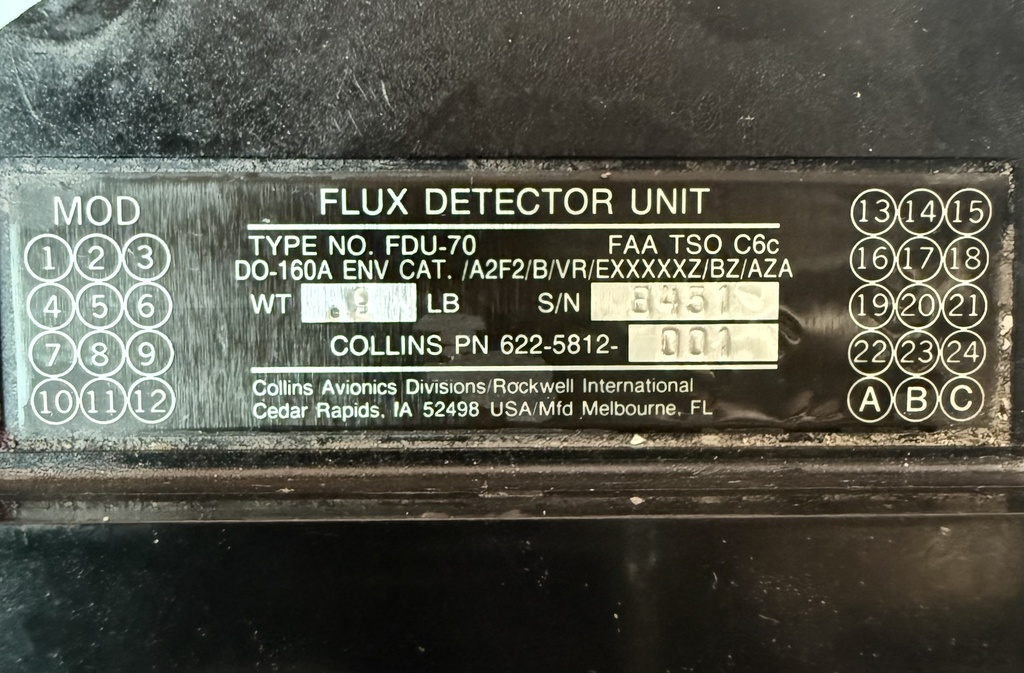 MOD
1 2 3
4 5 6
7 8 9
10 11 12
FLUX DETECTOR UNIT
TYPE NO. FDU-70 FAA TSO C6c
DO-160A ENV CAT. /A2F2/B/VR/EXXXXXZ/BZ/AZA
WT LB S/N 8451
COLLINS PN 622-5812- 001
Collins Avionics Divisions/Rockwell International
Cedar Rapids, IA 52498 USA/Mfd Melbourne, FL
13 14 15
16 17 18
19 20 21
22 23 24
A B C